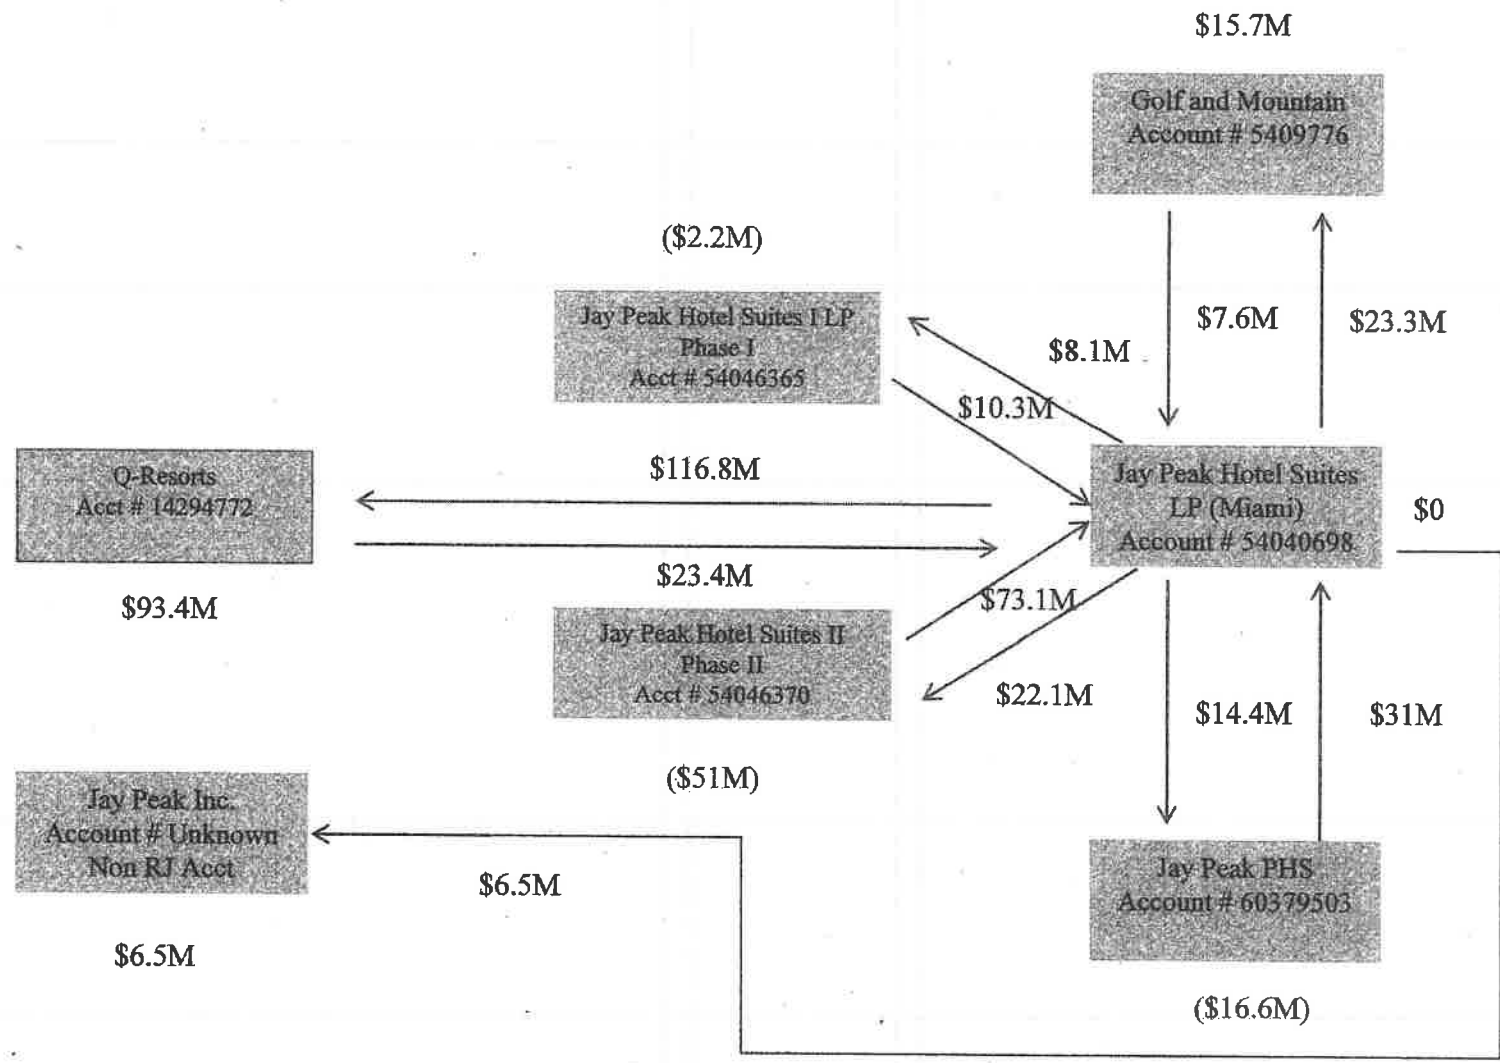 $15.7M
Golf and Mountain
Account # 5409776
($2.2M)
Jay Peak Hotel Suites I LP
Phase I
Acct # 54046365
$7.6M
$23.3M
$8.1M
$10.3M
Q-Resorts
Acct # 14294772
$93.4M
$116.8M
$23.4M
Jay Peak Hotel Suites
LP (Miami)
Account # 54040698
$0
Jay Peak Hotel Suites II
Phase II
Acct # 54046370
($51M)
$73.1M
$22.1M
$14.4M
$31M
Jay Peak Inc.
Account # Unknown
Non RJ Acct
$6.5M
$6.5M
Jay Peak PHS
Account # 60379503
($16.6M)